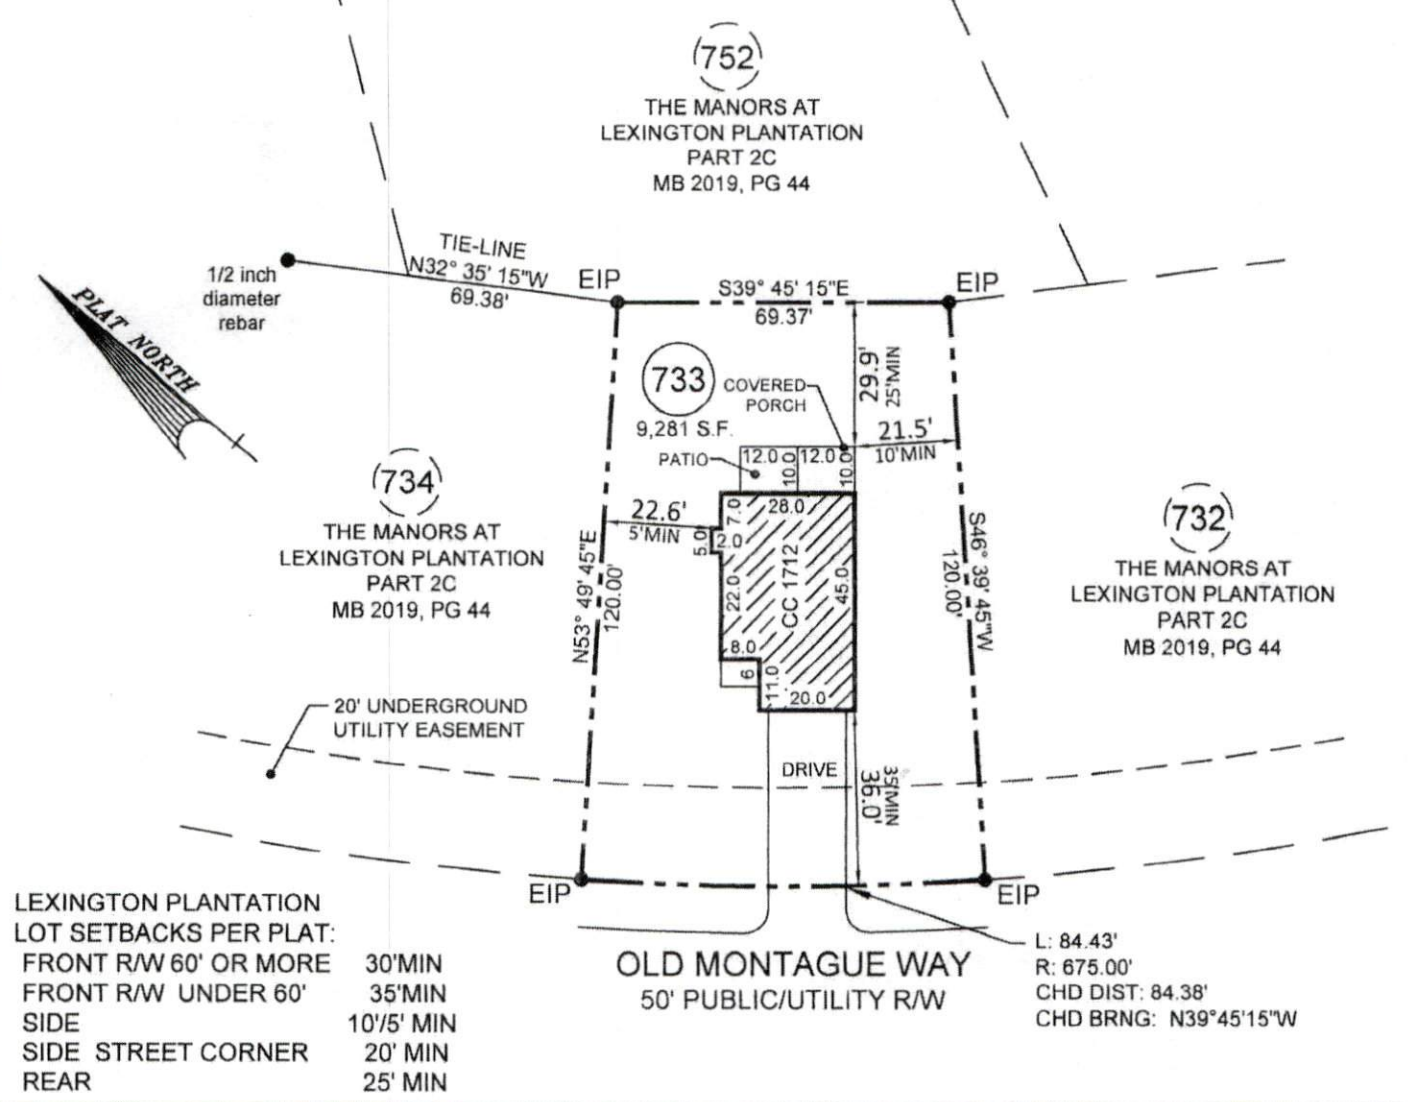 752
THE MANORS AT
LEXINGTON PLANTATION
PART 2C
MB 2019, PG 44
TIE-LINE
N32° 35' 15"W
69.38'
1/2 inch
diameter
rebar
EIP
S39° 45' 15"E
69.37'
EIP
PLAT NORTH
733
9,281 S.F.
COVERED
PORCH
29.9'
25'MIN
21.5'
10'MIN
PATIO
12.0
10.0
12.0
10.0
734
THE MANORS AT
LEXINGTON PLANTATION
PART 2C
MB 2019, PG 44
22.6'
5'MIN
7.0
28.0
5.0
2.0
22.0
CC 1712
45.0
8.0
6
11.0
20.0
N53° 49' 45"E
120.00'
S46° 39' 45"W
120.00'
732
THE MANORS AT
LEXINGTON PLANTATION
PART 2C
MB 2019, PG 44
20' UNDERGROUND
UTILITY EASEMENT
DRIVE
35'MIN
36.0'
EIP
EIP
LEXINGTON PLANTATION
LOT SETBACKS PER PLAT:
FRONT R/W 60' OR MORE 30'MIN
FRONT R/W UNDER 60' 35'MIN
SIDE 10'/5' MIN
SIDE STREET CORNER 20' MIN
REAR 25' MIN
OLD MONTAGUE WAY
50' PUBLIC/UTILITY R/W
L: 84.43'
R: 675.00'
CHD DIST: 84.38'
CHD BRNG: N39°45'15"W